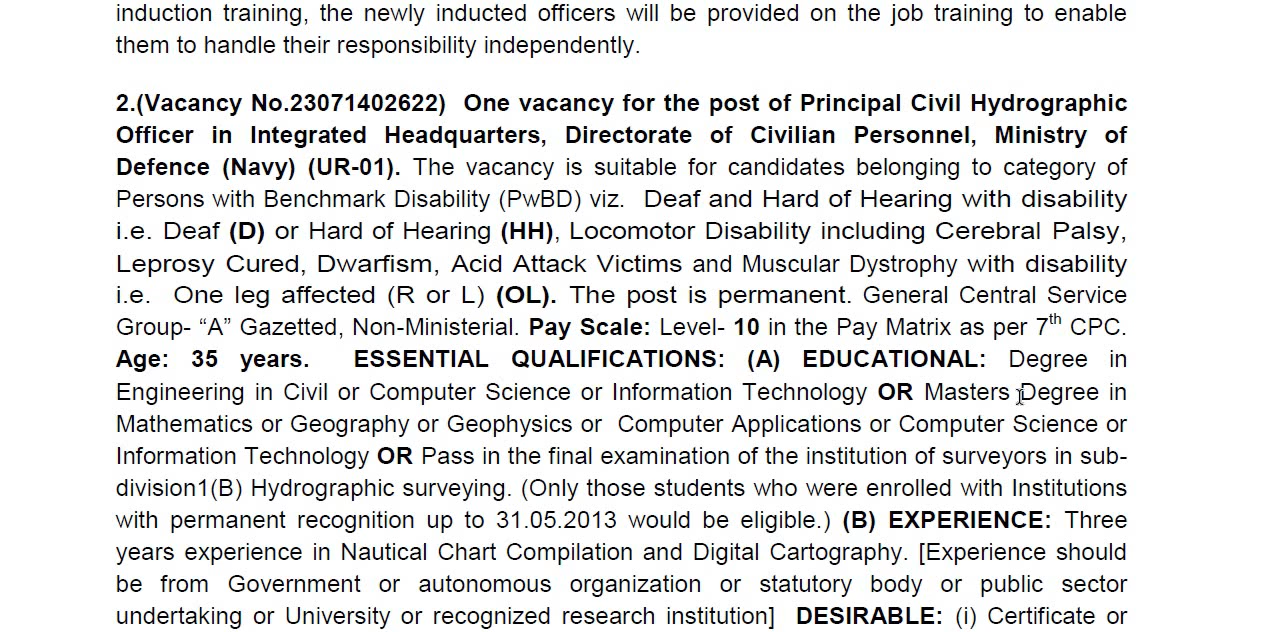 induction training, the newly inducted officers will be provided on the job training to enable
them to handle their responsibility independently.
2.(Vacancy No.23071402622) One vacancy for the post of Principal Civil Hydrographic
Officer in Integrated Headquarters, Directorate of Civilian Personnel, Ministry of
Defence (Navy) (UR-01). The vacancy is suitable for candidates belonging to category of
Persons with Benchmark Disability (PwBD) viz. Deaf and Hard of Hearing with disability
i.e. Deaf (D) or Hard of Hearing (HH), Locomotor Disability including Cerebral Palsy,
Leprosy Cured, Dwarfism, Acid Attack Victims and Muscular Dystrophy with disability
i.e. One leg affected (R or L) (OL). The post is permanent. General Central Service
Group- “A” Gazetted, Non-Ministerial. Pay Scale: Level- 10 in the Pay Matrix as per 7th CPC.
Age: 35 years. ESSENTIAL QUALIFICATIONS: (A) EDUCATIONAL: Degree in
Engineering in Civil or Computer Science or Information Technology OR Masters Degree in
Mathematics or Geography or Geophysics or Computer Applications or Computer Science or
Information Technology OR Pass in the final examination of the institution of surveyors in sub-
division1(B) Hydrographic surveying. (Only those students who were enrolled with Institutions
with permanent recognition up to 31.05.2013 would be eligible.) (B) EXPERIENCE: Three
years experience in Nautical Chart Compilation and Digital Cartography. [Experience should
be from Government or autonomous organization or statutory body or public sector
undertaking or University or recognized research institution] DESIRABLE: (i) Certificate or